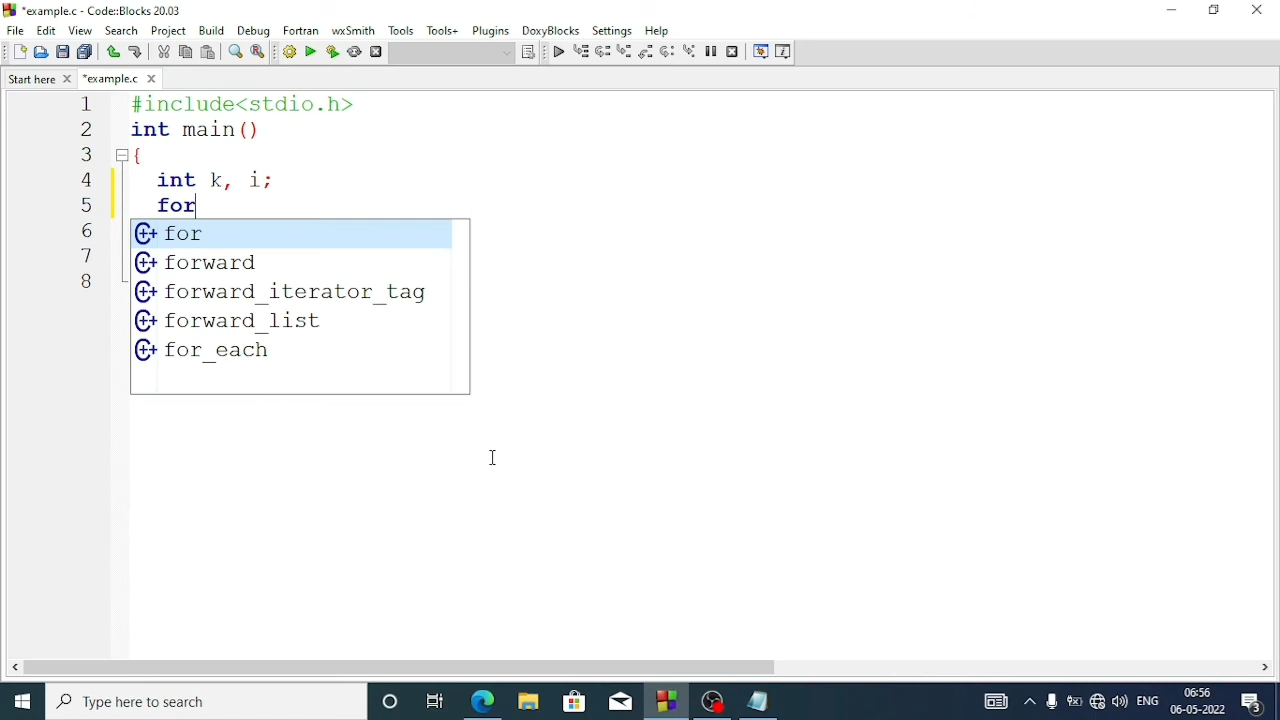 *example.c - Code::Blocks 20.03
File Edit View Search Project Build Debug Fortran wxSmith Tools Tools+ Plugins DoxyBlocks Settings Help
Start here *example.c
1 #include<stdio.h>
2 int main()
3 {
4 int k, i;
5 for
6
7
8
for
forward
forward_iterator_tag
forward_list
for_each
Type here to search
ENG
06:56
06-05-2022
3